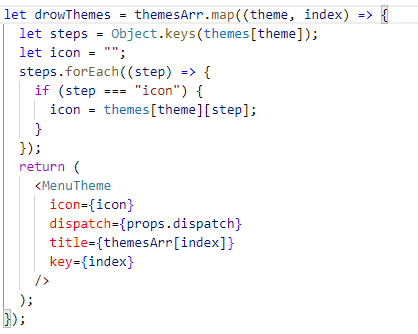 let drowThemes = themesArr.map((theme, index) => {
let steps = Object.keys(themes[theme]);
let icon = "";
steps.forEach((step) => {
if (step === "icon") {
icon = themes[theme][step];
}
});
return (
<MenuTheme
icon={icon}
dispatch={props.dispatch}
title={themesArr[index]}
key={index}
/>
);
});